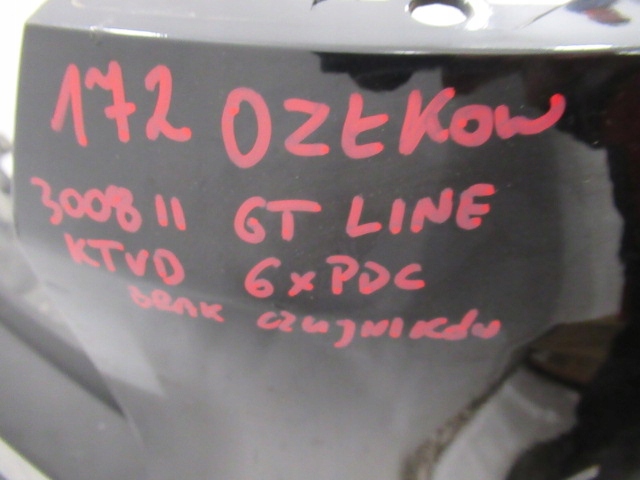 172 OZŁKOW
3008 II GT LINE
KTVD 6xPDC
BRAK CZUJNIKÓW